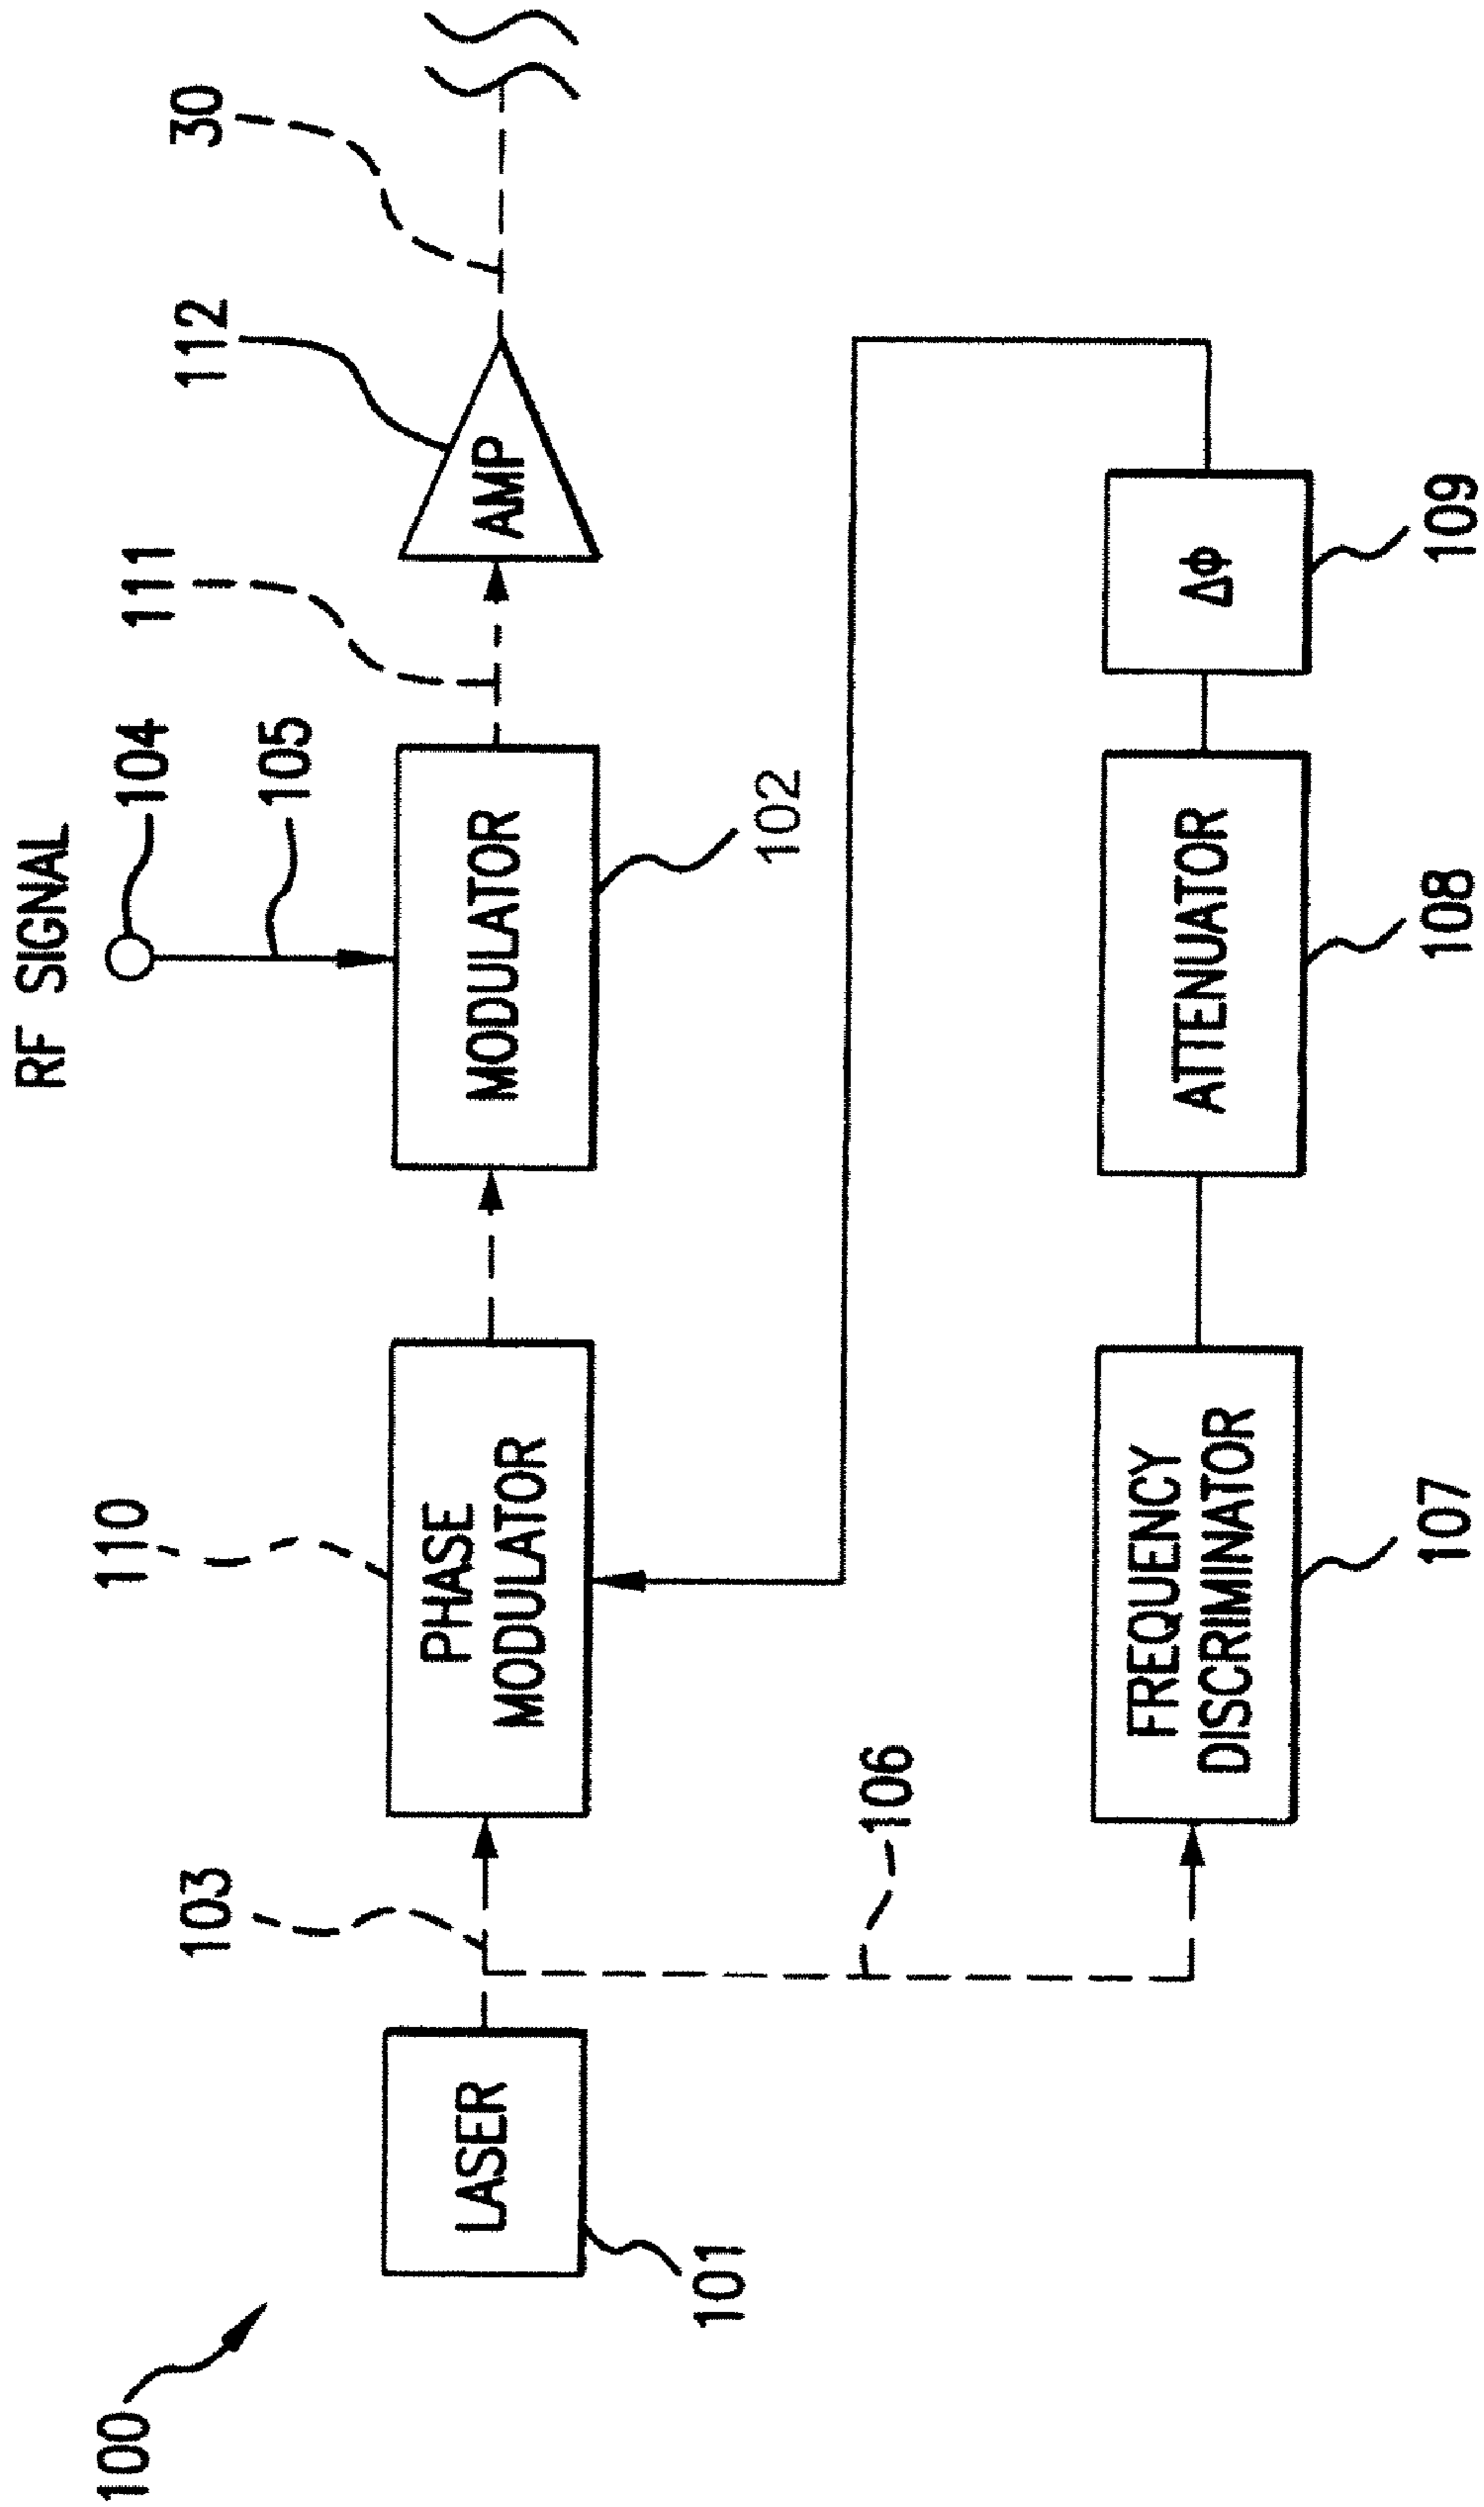 RF SIGNAL
104
105
110
103
111
112
30
100
LASER
101
PHASE
MODULATOR
MODULATOR
102
AMP
106
FREQUENCY
DISCRIMINATOR
107
ATTENUATOR
108
ΔΦ
109